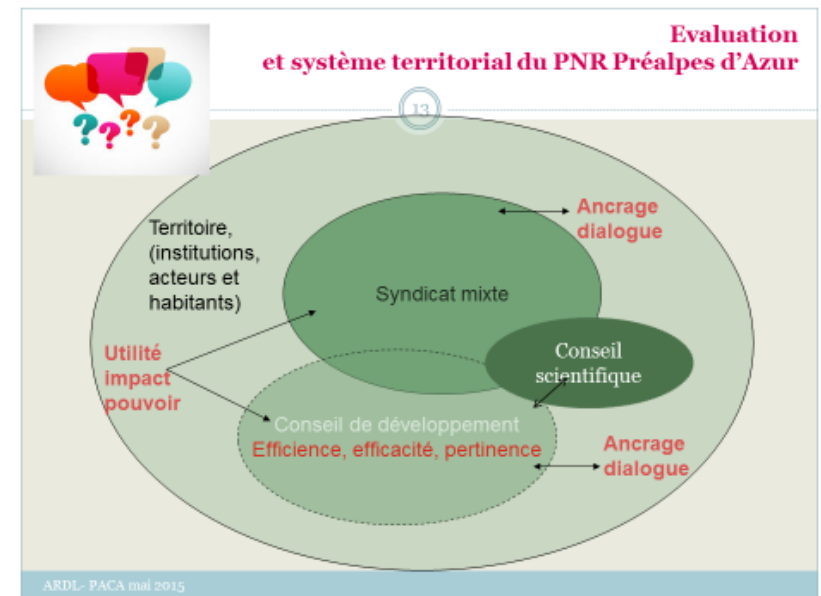 Evaluation
et système territorial du PNR Préalpes d'Azur
13
Territoire,
(institutions,
acteurs et
habitants)
Ancrage
dialogue
Syndicat mixte
Utilité
impact
pouvoir
Conseil
scientifique
Conseil de développement
Efficience, efficacité, pertinence
Ancrage
dialogue
ARDL- PACA mai 2015